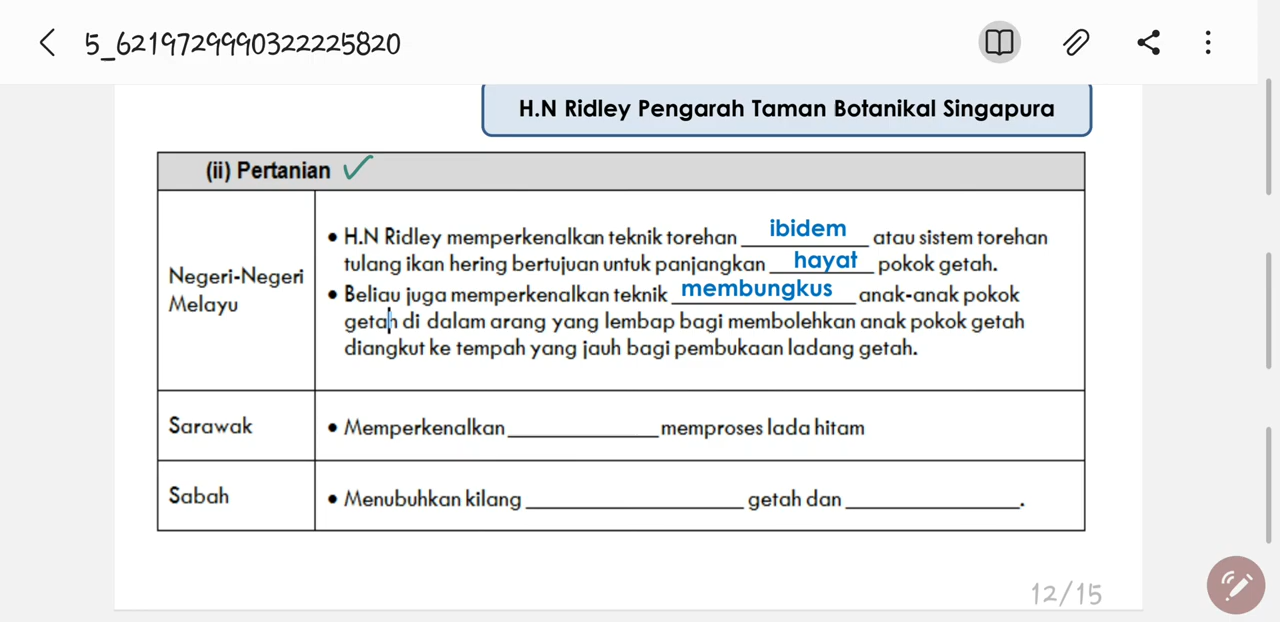 5_6219729990322225820
H.N Ridley Pengarah Taman Botanikal Singapura
(ii) Pertanian
Negeri-Negeri
Melayu
• H.N Ridley memperkenalkan teknik torehan ibidem atau sistem torehan
tulang ikan hering bertujuan untuk panjangkan hayat pokok getah.
• Beliau juga memperkenalkan teknik membungkus anak-anak pokok
getah di dalam arang yang lembap bagi membolehkan anak pokok getah
diangkut ke tempah yang jauh bagi pembukaan ladang getah.
Sarawak
• Memperkenalkan ____________ memproses lada hitam
Sabah
• Menubuhkan kilang __________________ getah dan ______________.
12/15